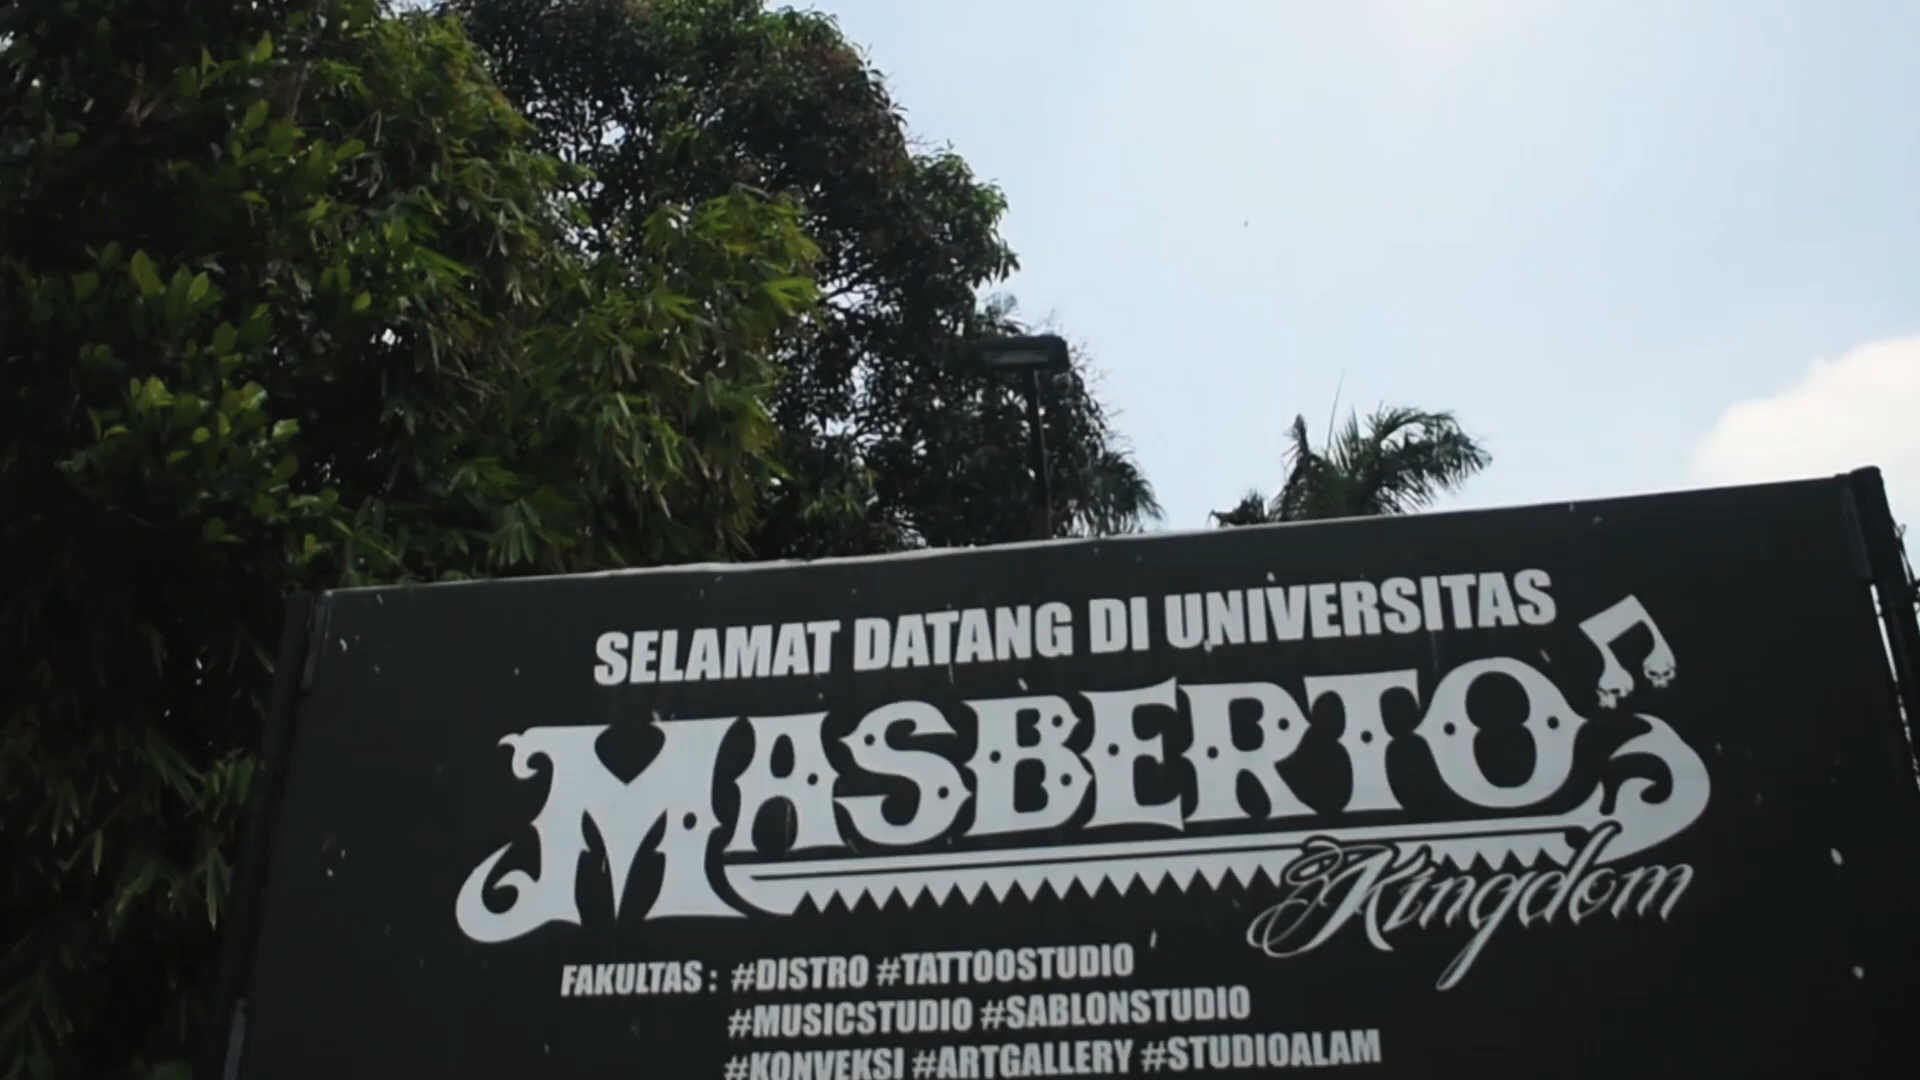 SELAMAT DATANG DI UNIVERSITAS
MASBERTO
Kingdom
FAKULTAS : #DISTRO #TATTOOSTUDIO
#MUSICSTUDIO #SABLONSTUDIO
#KONVEKSI #ARTGALLERY #STUDIOALAM